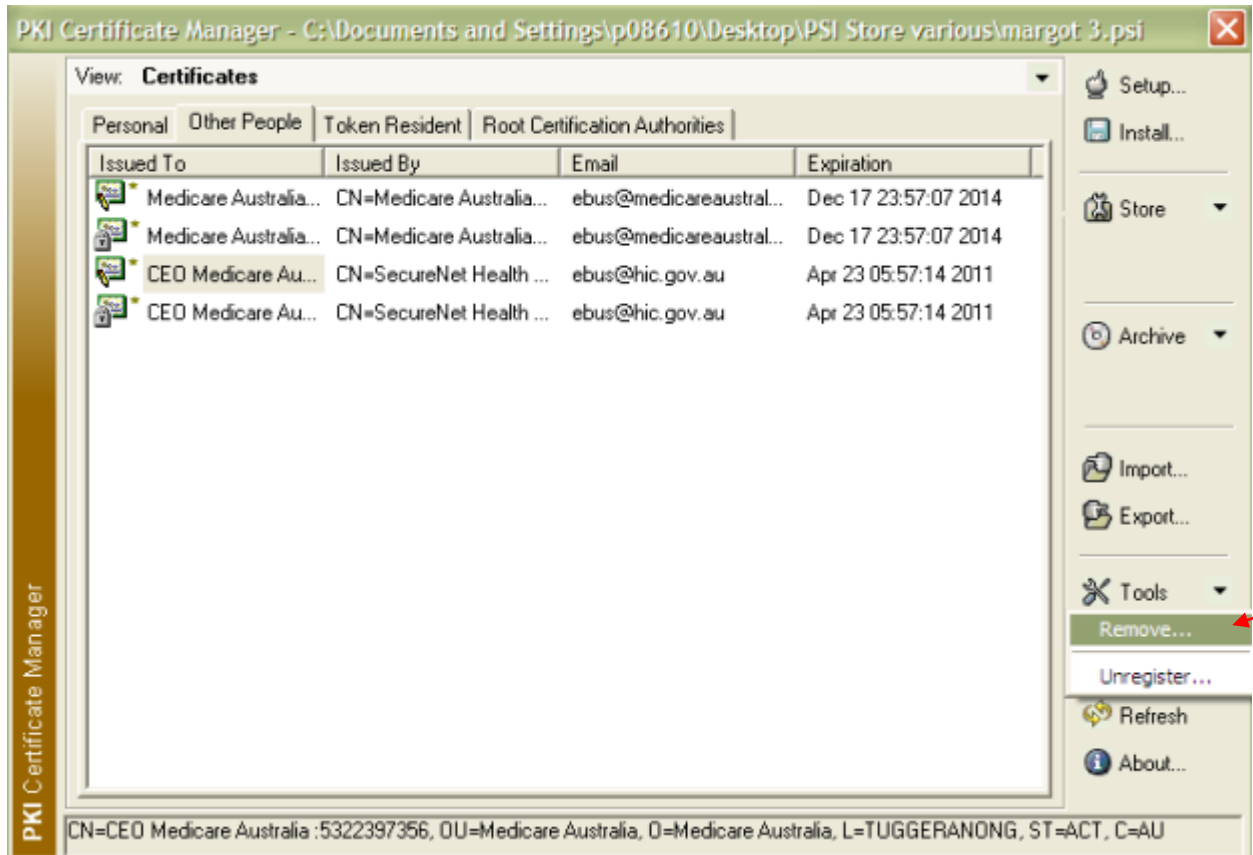 PKI Certificate Manager - C:\Documents and Settings\p08610\Desktop\PSI Store various\margot 3.psi
View: Certificates
Personal Other People Token Resident Root Certification Authorities
Issued To Issued By Email Expiration
Medicare Australia... CN=Medicare Australia... ebus@medicareaustral... Dec 17 23:57:07 2014
Medicare Australia... CN=Medicare Australia... ebus@medicareaustral... Dec 17 23:57:07 2014
CEO Medicare Au... CN=SecureNet Health ... ebus@hic.gov.au Apr 23 05:57:14 2011
CEO Medicare Au... CN=SecureNet Health ... ebus@hic.gov.au Apr 23 05:57:14 2011
Setup...
Install...
Store
Archive
Import...
Export...
Tools
Remove...
Unregister...
Refresh
About...
PKI Certificate Manager
CN=CEO Medicare Australia :5322397356, OU=Medicare Australia, O=Medicare Australia, L=TUGGERANONG, ST=ACT, C=AU